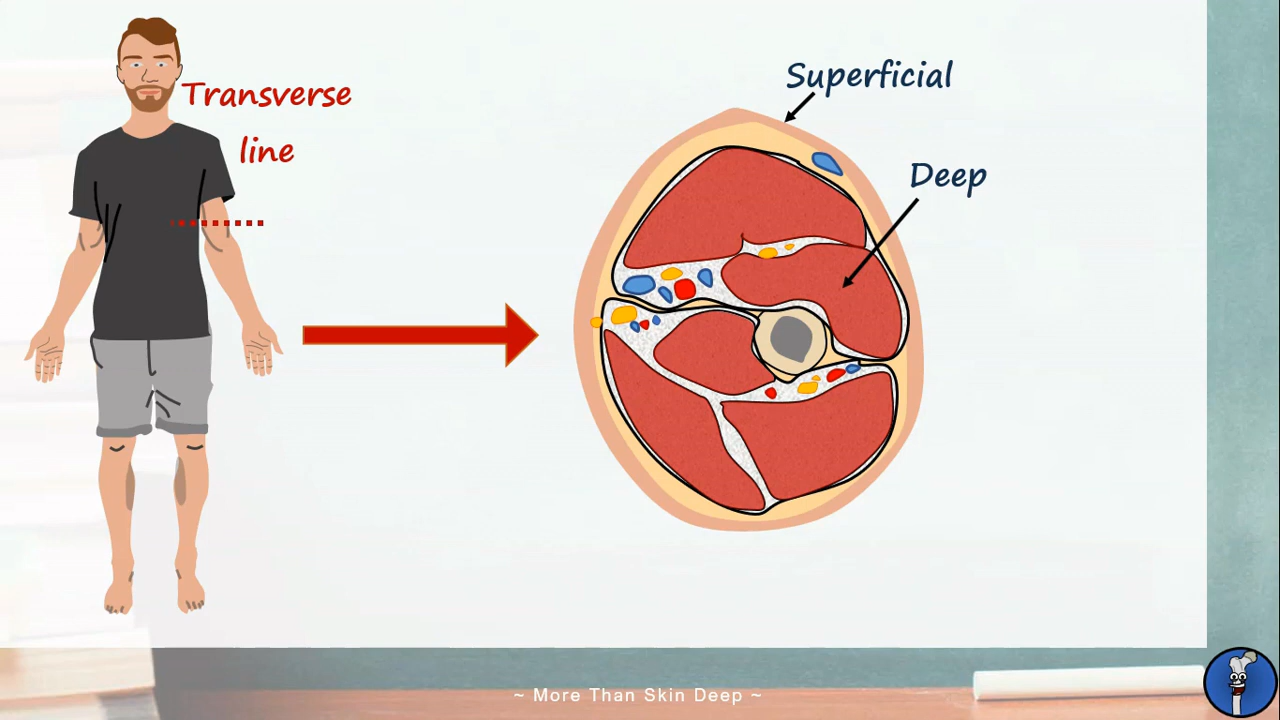 Transverse
line
Superficial
Deep
~ More Than Skin Deep ~